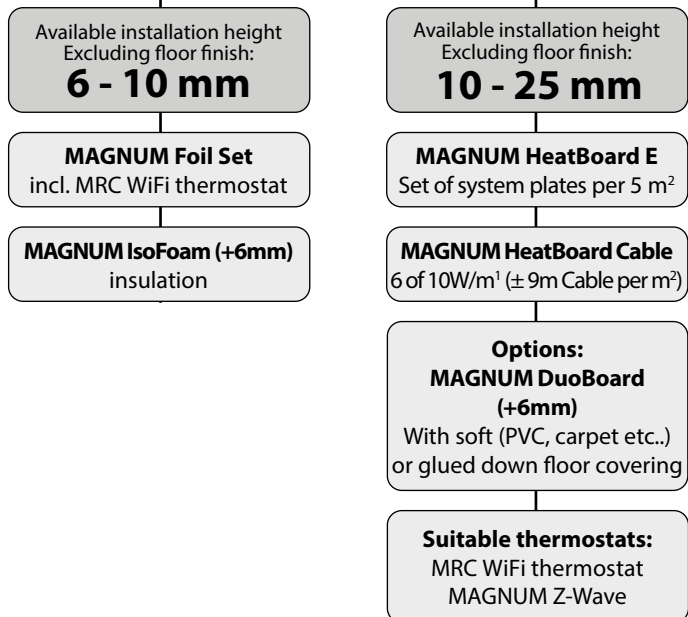 Available installation height
Excluding floor finish:
6 - 10 mm
MAGNUM Foil Set
incl. MRC WiFi thermostat
MAGNUM IsoFoam (+6mm)
insulation
Available installation height
Excluding floor finish:
10 - 25 mm
MAGNUM HeatBoard E
Set of system plates per 5 m²
MAGNUM HeatBoard Cable
6 of 10W/m¹ (± 9m Cable per m²)
Options:
MAGNUM DuoBoard
(+6mm)
With soft (PVC, carpet etc..)
or glued down floor covering
Suitable thermostats:
MRC WiFi thermostat
MAGNUM Z-Wave